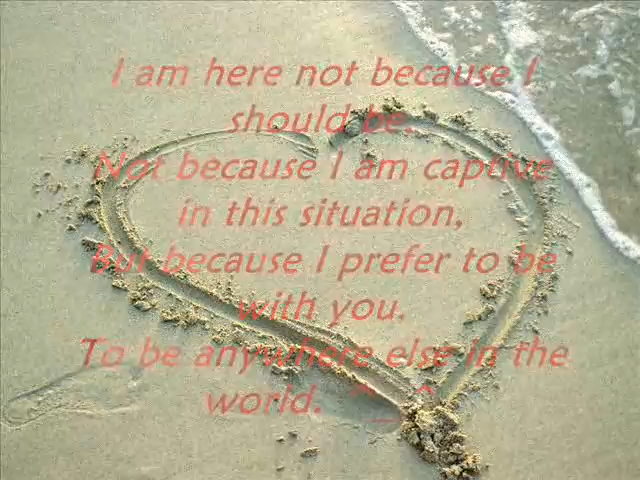 I am here not because I
should be.
Not because I am captive
in this situation,
But because I prefer to be
with you.
To be anywhere else in the
world. ^_^